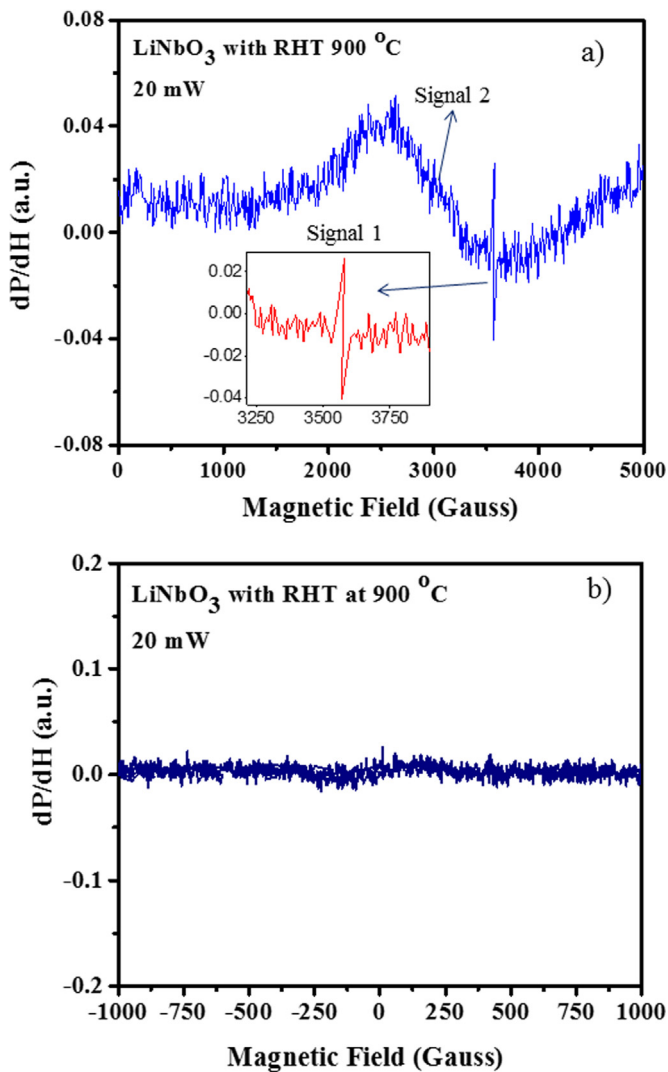 LiNbO3 with RHT 900 °C
a)
20 mW
Signal 2
Signal 1
0.08
0.04
0.00
-0.04
-0.08
dP/dH (a.u.)
0.02
0.00
-0.02
-0.04
3250 3500 3750
0 1000 2000 3000 4000 5000
Magnetic Field (Gauss)
LiNbO3 with RHT at 900 °C
b)
20 mW
0.2
0.1
0.0
-0.1
-0.2
dP/dH (a.u.)
-1000 -750 -500 -250 0 250 500 750 1000
Magnetic Field (Gauss)